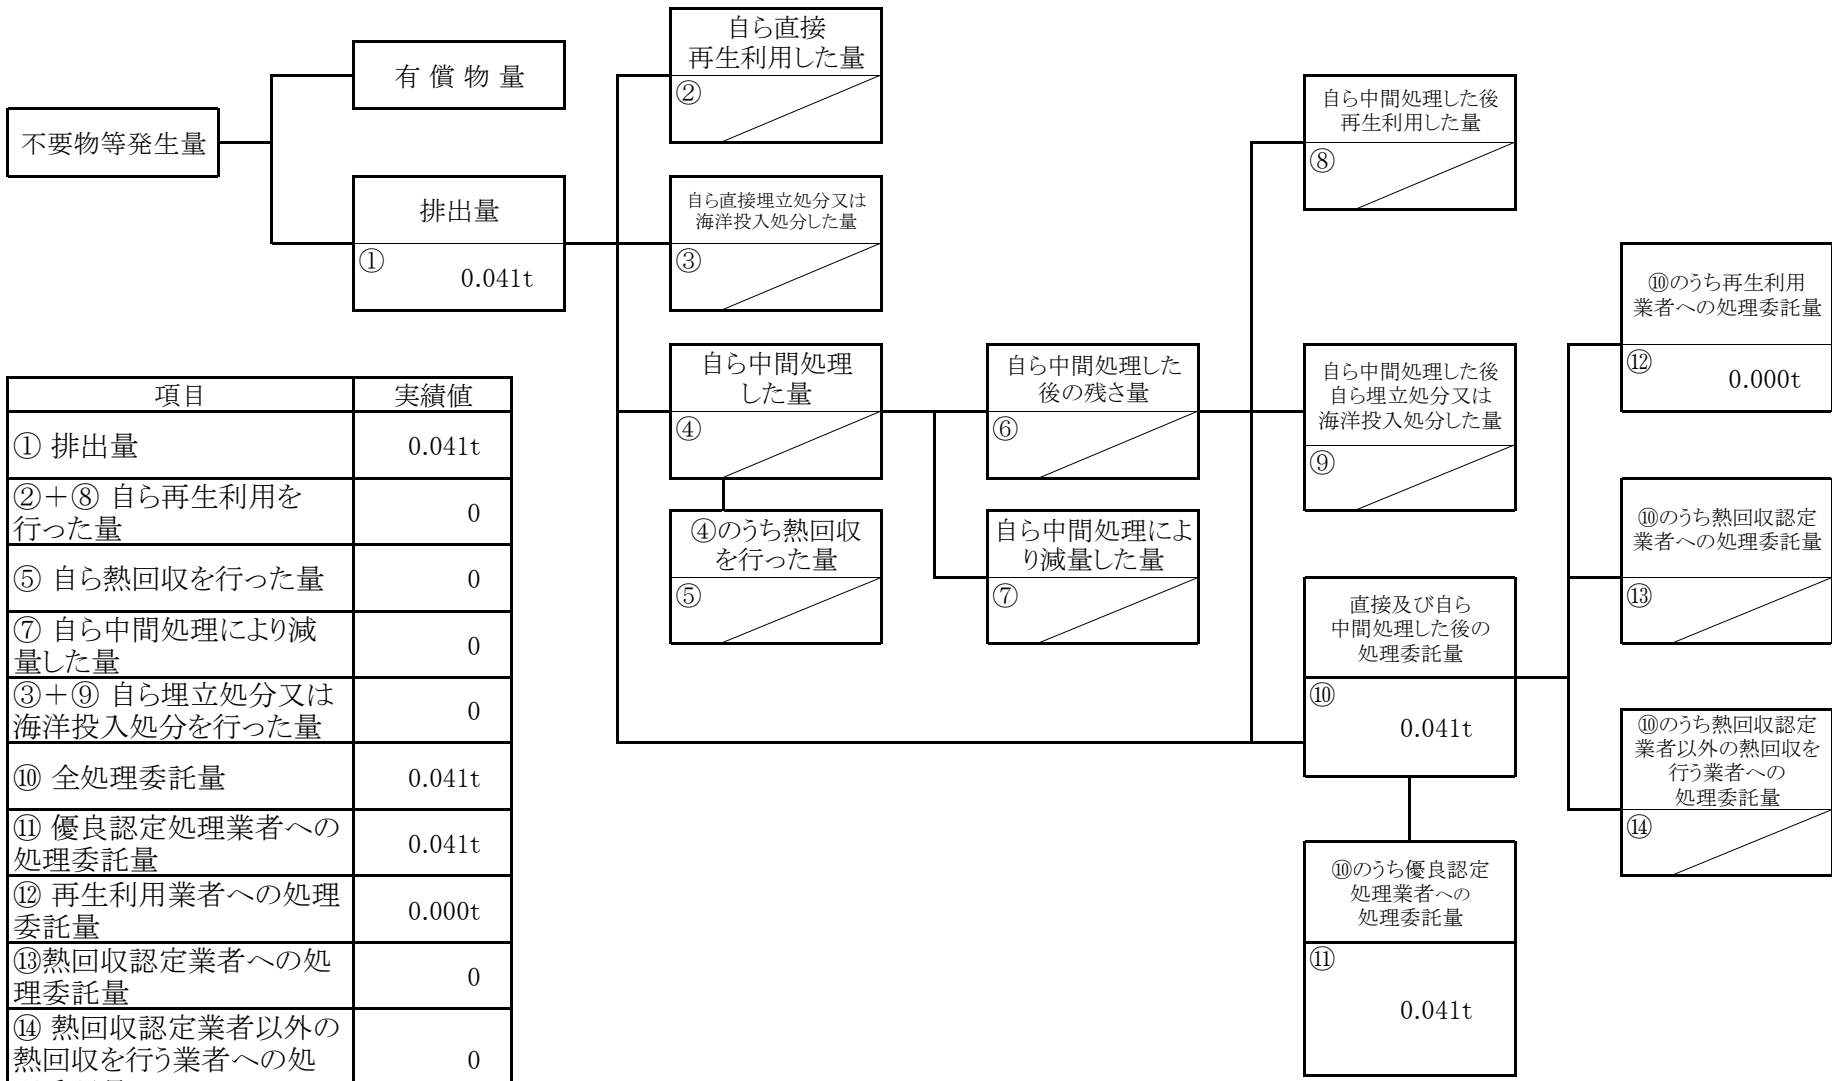 不要物等発生量
有 償 物 量
排出量
①
0.041t
自ら直接
再生利用した量
②
自ら直接埋立処分又は
海洋投入処分した量
③
自ら中間処理
した量
④
④のうち熱回収
を行った量
⑤
自ら中間処理した
後の残さ量
⑥
自ら中間処理によ
り減量した量
⑦
自ら中間処理した後
再生利用した量
⑧
自ら中間処理した後
自ら埋立処分又は
海洋投入処分した量
⑨
直接及び自ら
中間処理した後の
処理委託量
⑩
0.041t
⑩のうち優良認定
処理業者への
処理委託量
⑪
0.041t
⑩のうち再生利用
業者への処理委託量
⑫
0.000t
⑩のうち熱回収認定
業者への処理委託量
⑬
⑩のうち熱回収認定
業者以外の熱回収を
行う業者への
処理委託量
⑭
項目 実績値
① 排出量 0.041t
②＋⑧ 自ら再生利用を
行った量 0
⑤ 自ら熱回収を行った量 0
⑦ 自ら中間処理により減
量した量 0
③＋⑨ 自ら埋立処分又は
海洋投入処分を行った量 0
⑩ 全処理委託量 0.041t
⑪ 優良認定処理業者への
処理委託量 0.041t
⑫ 再生利用業者への処理
委託量 0.000t
⑬熱回収認定業者への処
理委託量 0
⑭ 熱回収認定業者以外の
熱回収を行う業者への処 0